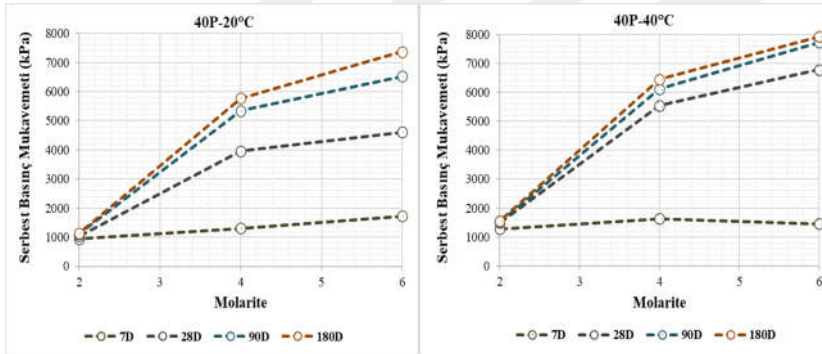 40P-20°C
Serbest Basınç Mukavemeti (kPa)
8000
7000
6000
5000
4000
3000
2000
1000
0
2
3
4
5
6
Molarite
7D
28D
90D
180D
40P-40°C
Serbest Basınç Mukavemeti (kPa)
8000
7000
6000
5000
4000
3000
2000
1000
0
2
3
4
5
6
Molarite
7D
28D
90D
180D